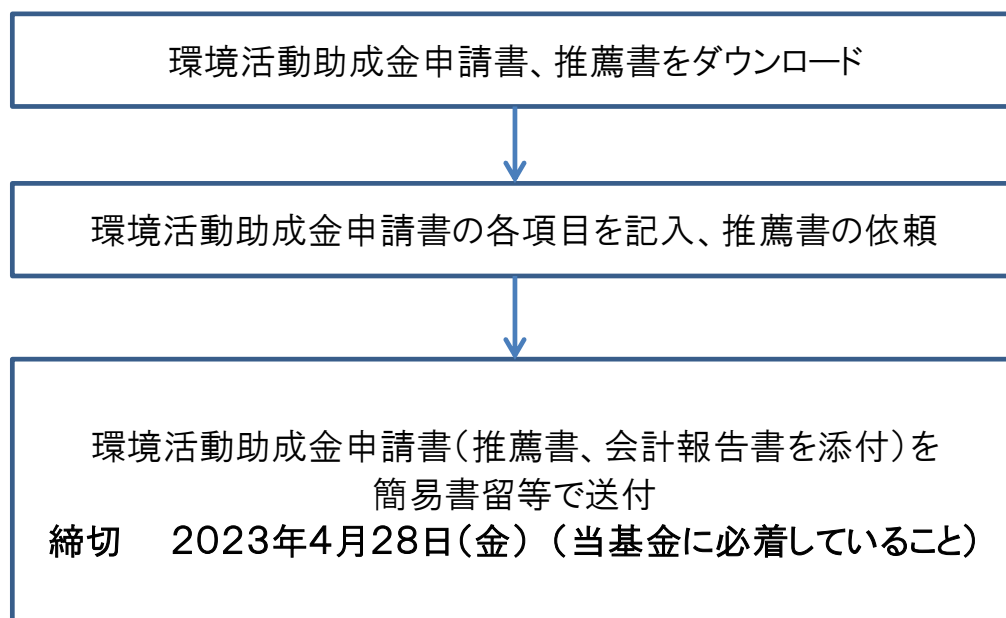 環境活動助成金申請書、推薦書をダウンロード
環境活動助成金申請書の各項目を記入、推薦書の依頼
環境活動助成金申請書（推薦書、会計報告書を添付）を
簡易書留等で送付
締切　２０２３年４月２８日（金）（当基金に必着していること）